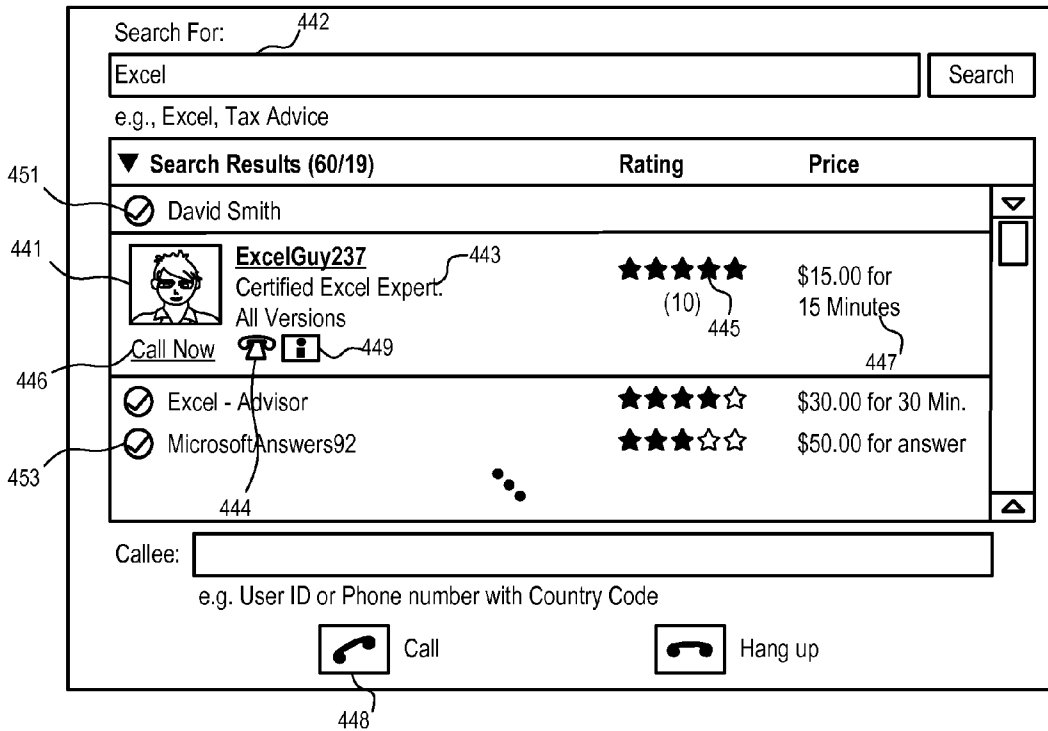 442
Search For:
Excel
Search
e.g., Excel, Tax Advice
▼ Search Results (60/19) Rating Price
451
David Smith
441
ExcelGuy237
443
Certified Excel Expert.
All Versions
(10)
445
$15.00 for
15 Minutes
447
Call Now
446
449
Excel - Advisor $30.00 for 30 Min.
MicrosoftAnswers92 $50.00 for answer
453
444
Callee:
e.g. User ID or Phone number with Country Code
Call
Hang up
448